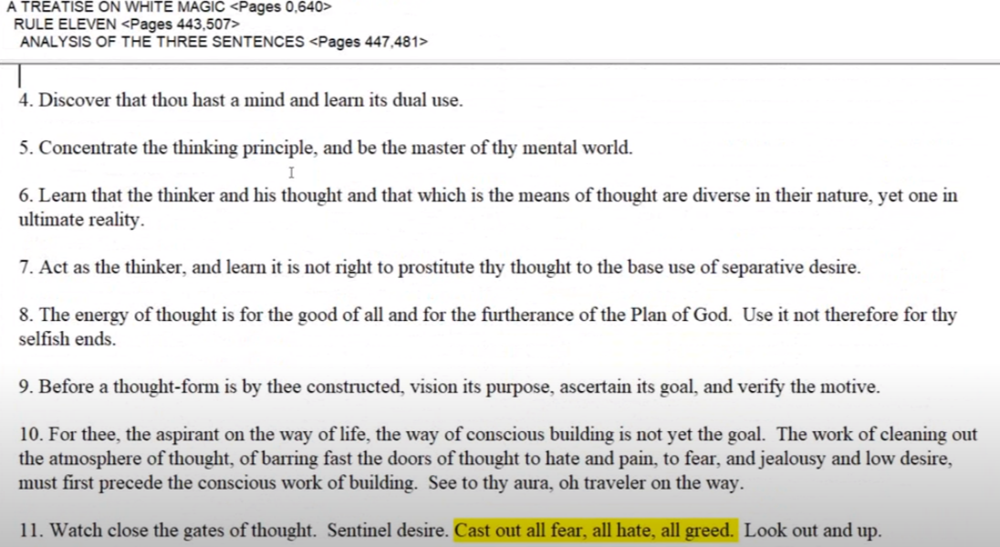 A TREATISE ON WHITE MAGIC <Pages 0,640>
RULE ELEVEN <Pages 443,507>
ANALYSIS OF THE THREE SENTENCES <Pages 447,481>
4. Discover that thou hast a mind and learn its dual use.
5. Concentrate the thinking principle, and be the master of thy mental world.
6. Learn that the thinker and his thought and that which is the means of thought are diverse in their nature, yet one in
ultimate reality.
7. Act as the thinker, and learn it is not right to prostitute thy thought to the base use of separative desire.
8. The energy of thought is for the good of all and for the furtherance of the Plan of God.  Use it not therefore for thy
selfish ends.
9. Before a thought-form is by thee constructed, vision its purpose, ascertain its goal, and verify the motive.
10. For thee, the aspirant on the way of life, the way of conscious building is not yet the goal.  The work of cleaning out
the atmosphere of thought, of barring fast the doors of thought to hate and pain, to fear, and jealousy and low desire,
must first precede the conscious work of building.  See to thy aura, oh traveler on the way.
11. Watch close the gates of thought.  Sentinel desire. Cast out all fear, all hate, all greed.  Look out and up.